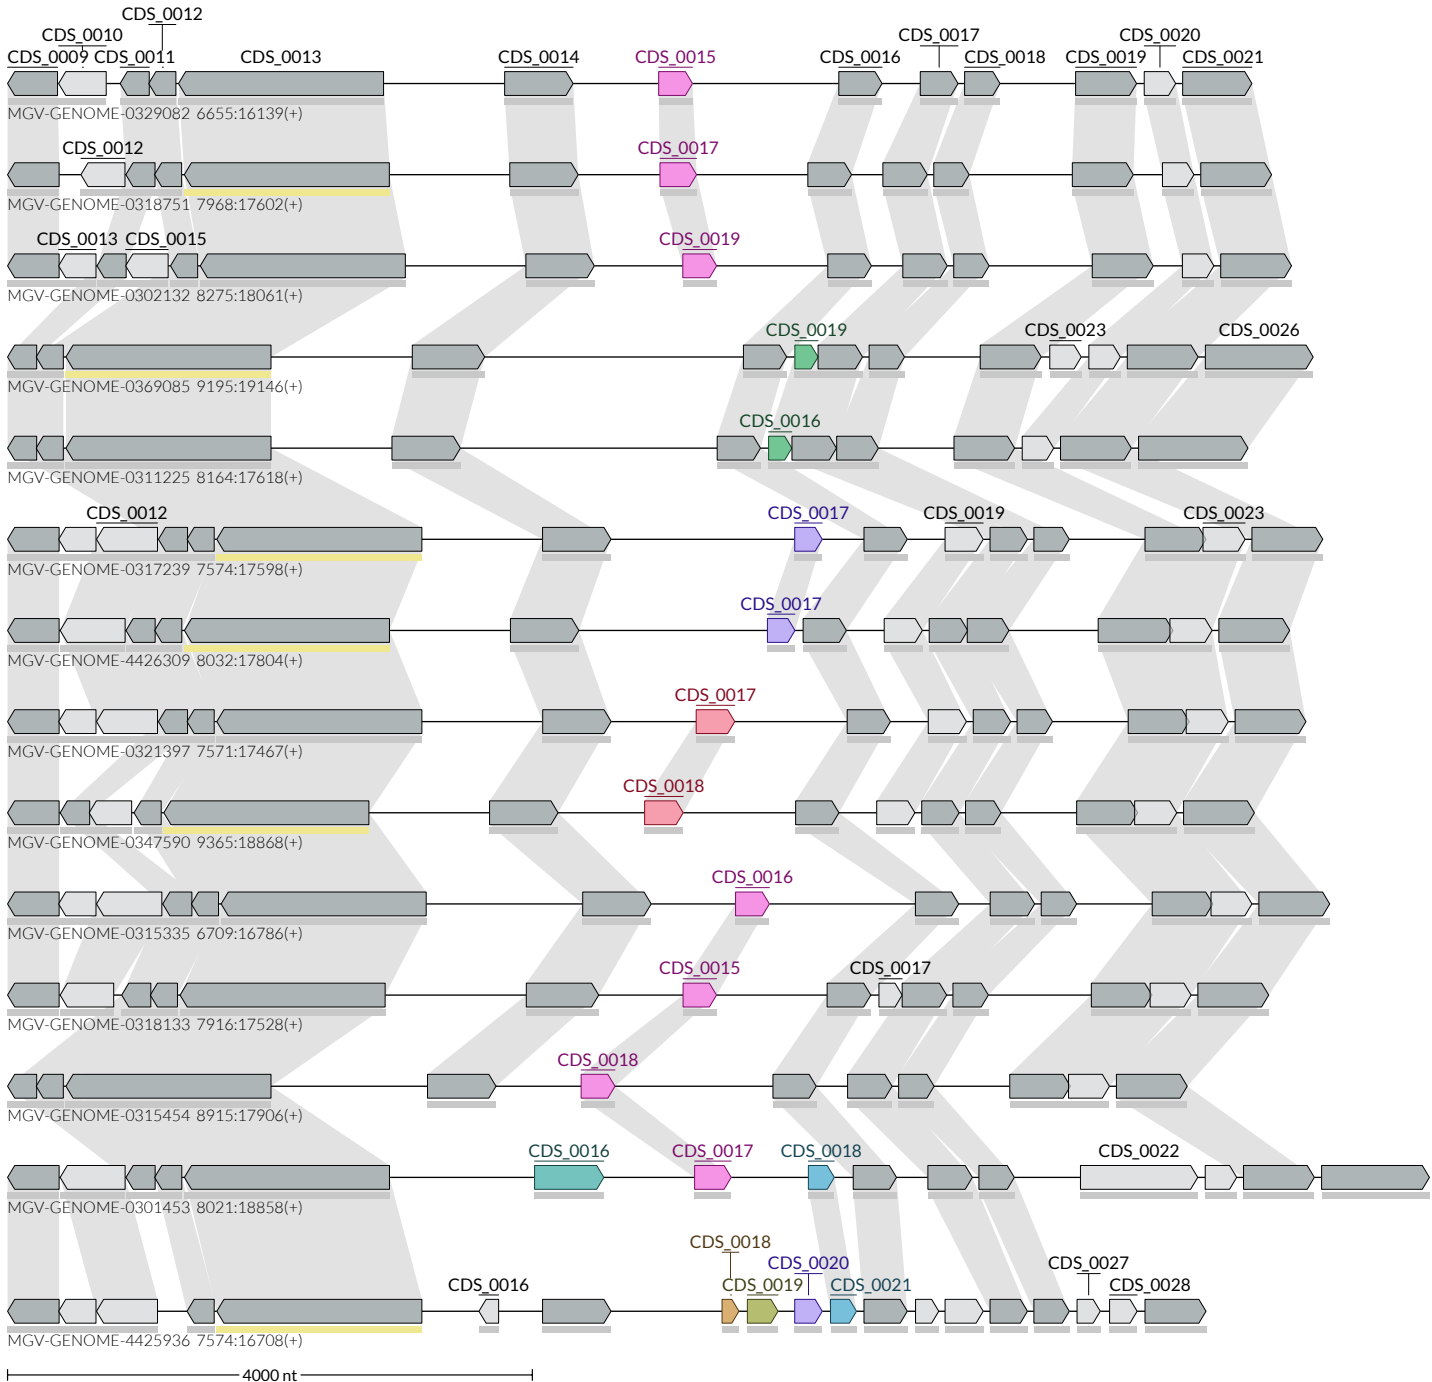 CDS_0012
CDS_0010 CDS_0017 CDS_0020
CDS_0009 CDS_0011 CDS_0013 CDS_0014 CDS_0015 CDS_0016 CDS_0018 CDS_0019 CDS_0021
MGV-GENOME-0329082 6655:16139(+)
CDS_0012 CDS_0017
MGV-GENOME-0318751 7968:17602(+)
CDS_0013 CDS_0015 CDS_0019
MGV-GENOME-0302132 8275:18061(+)
CDS_0019 CDS_0023 CDS_0026
MGV-GENOME-0369085 9195:19146(+)
CDS_0016
MGV-GENOME-0311225 8164:17618(+)
CDS_0012 CDS_0017 CDS_0019 CDS_0023
MGV-GENOME-0317239 7574:17598(+)
CDS_0017
MGV-GENOME-4426309 8032:17804(+)
CDS_0017
MGV-GENOME-0321397 7571:17467(+)
CDS_0018
MGV-GENOME-0347590 9365:18868(+)
CDS_0016
MGV-GENOME-0315335 6709:16786(+)
CDS_0015 CDS_0017
MGV-GENOME-0318133 7916:17528(+)
CDS_0018
MGV-GENOME-0315454 8915:17906(+)
CDS_0016 CDS_0017 CDS_0018 CDS_0022
MGV-GENOME-0301453 8021:18858(+)
CDS_0018
CDS_0020 CDS_0027
CDS_0016 CDS_0019 CDS_0021 CDS_0028
MGV-GENOME-4425936 7574:16708(+)
4000 nt